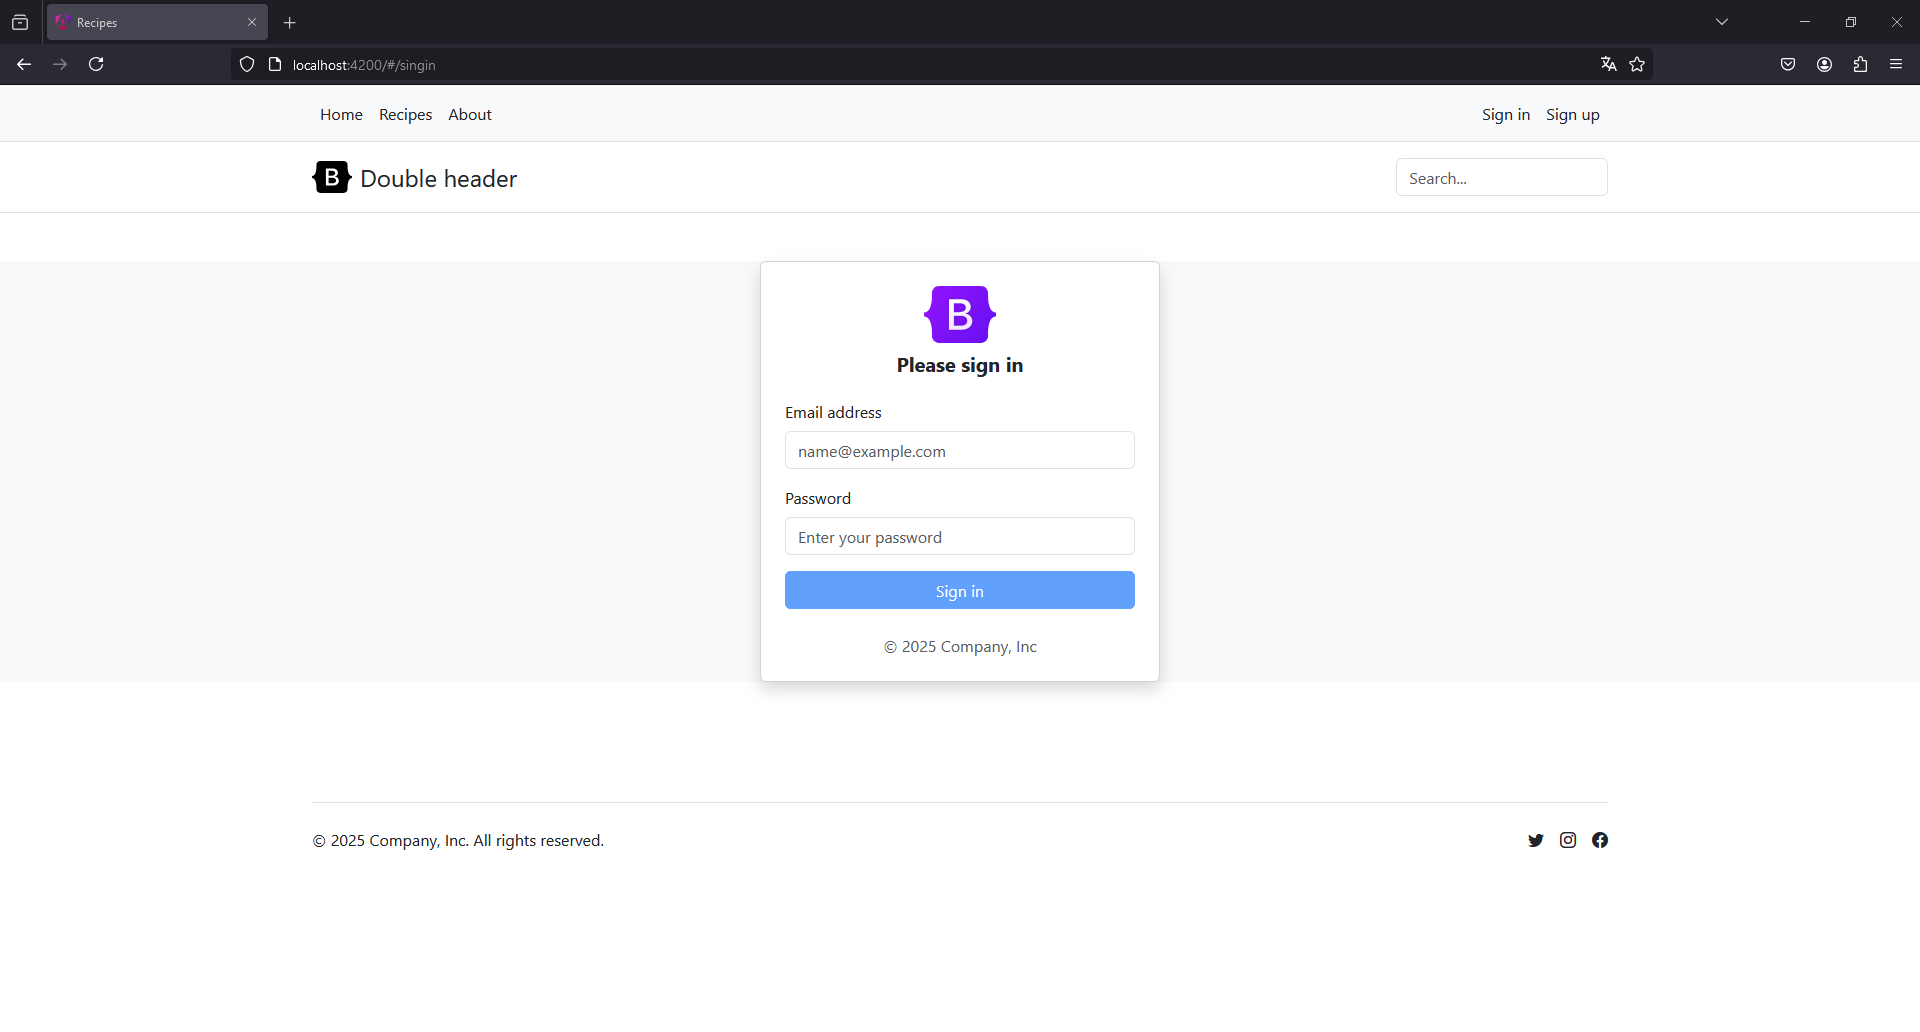 Recipes
localhost:4200/#/singin
Home Recipes About Sign in Sign up
B Double header Search...
B
Please sign in
Email address
name@example.com
Password
Enter your password
Sign in
© 2025 Company, Inc
© 2025 Company, Inc. All rights reserved.